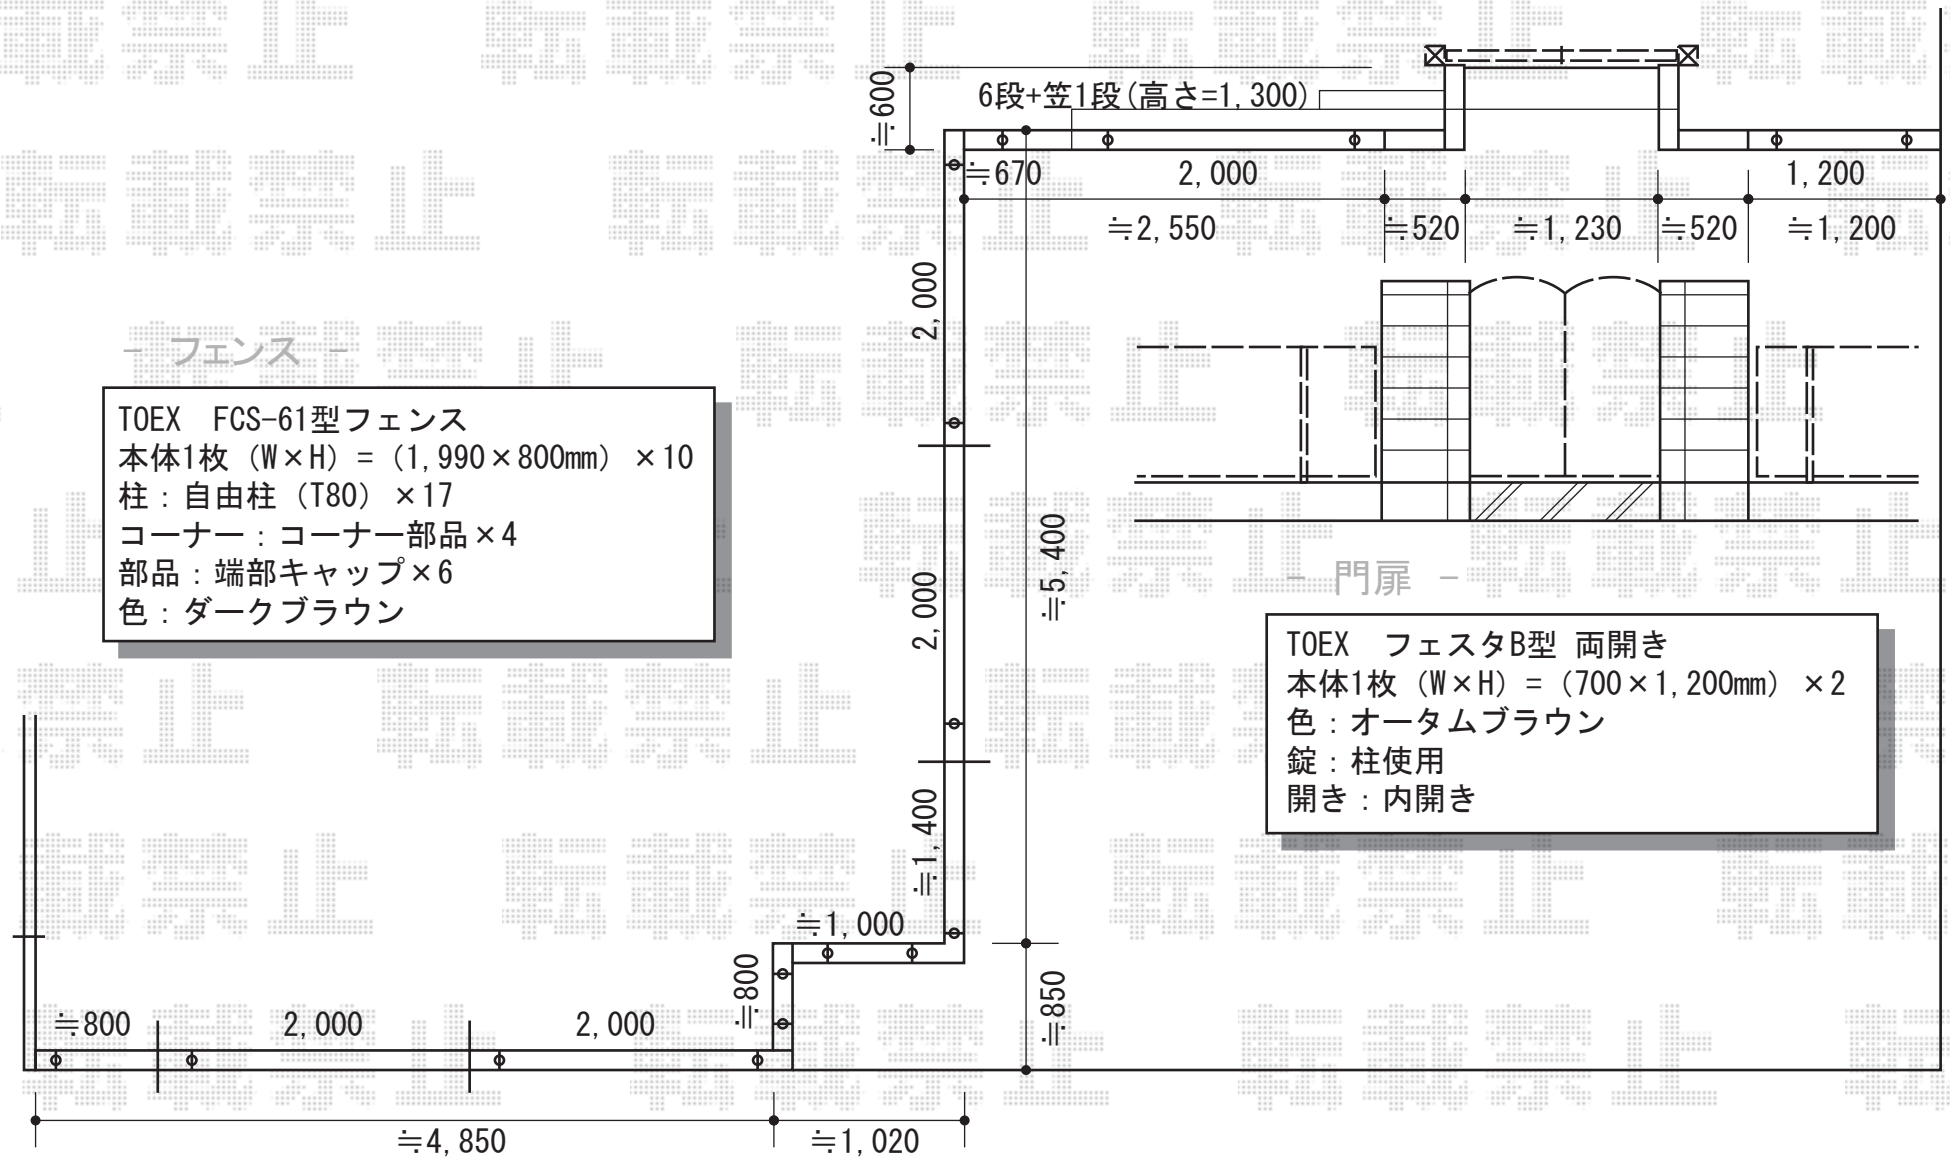 転載禁止
≒600
6段+笠1段(高さ=1,300)
≒670
2,000
1,200
≒2,550
≒520
≒1,230
≒520
≒1,200
2,000
- フェンス -
TOEX FCS-61型フェンス
本体1枚 (W×H) = (1,990×800mm) ×10
柱:自由柱 (T80) ×17
コーナー:コーナー部品×4
部品:端部キャップ×6
色:ダークブラウン
2,000
≒5,400
- 門扉 -
TOEX フェスタB型 両開き
本体1枚 (W×H) = (700×1,200mm) ×2
色:オータムブラウン
錠:柱使用
開き:内開き
≒1,400
≒1,000
≒800
≒850
≒800
2,000
2,000
≒4,850
≒1,020